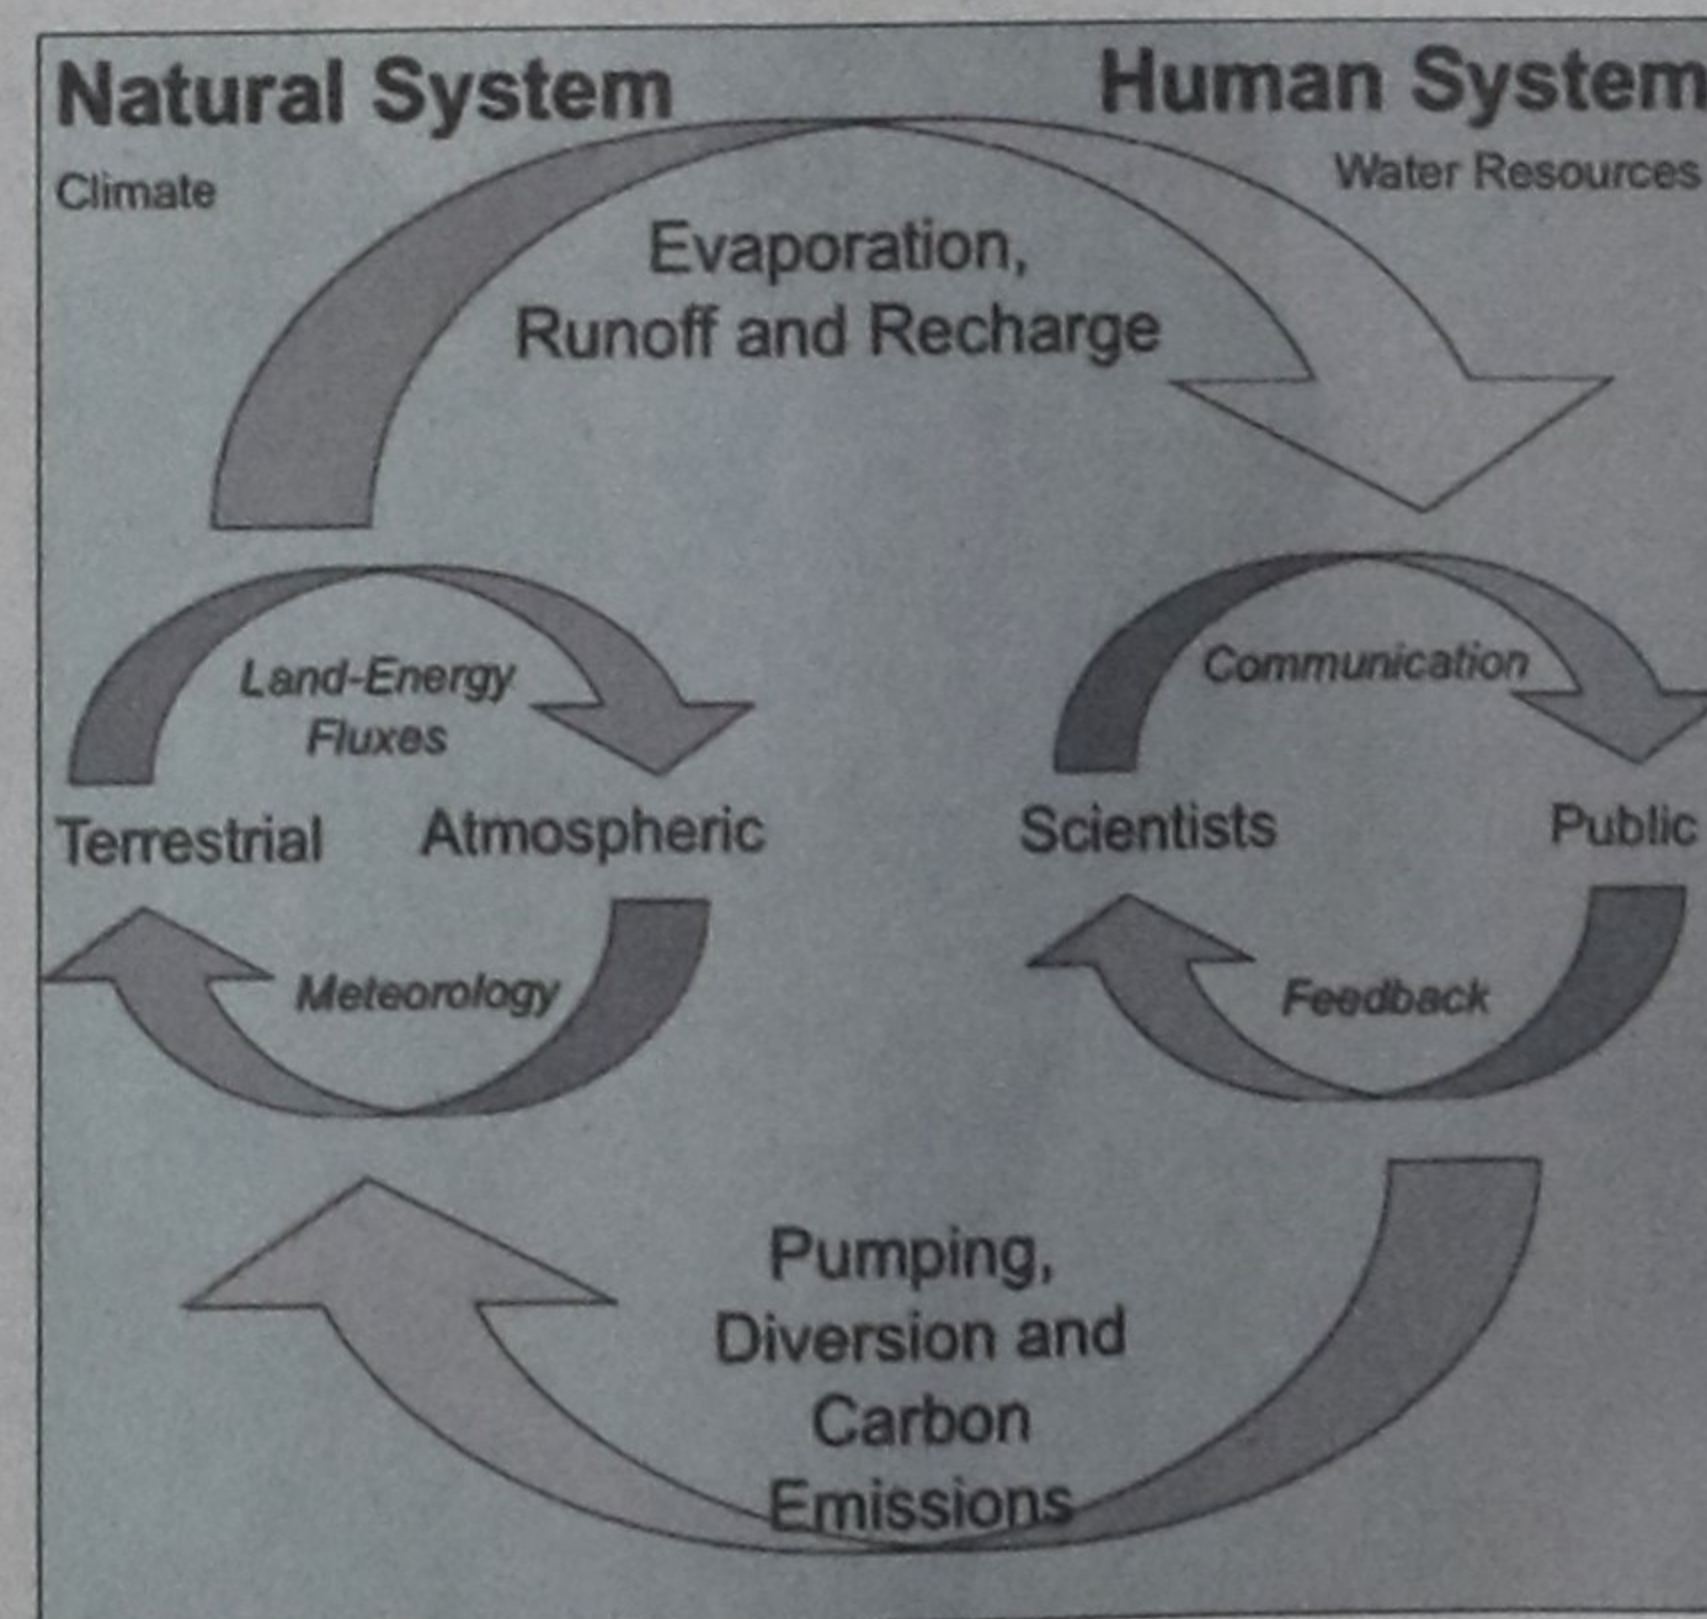 Natural System
Human System
Climate
Water Resources
Evaporation,
Runoff and Recharge
Land-Energy
Fluxes
Communication
Terrestrial
Atmospheric
Scientists
Public
Meteorology
Feedback
Pumping,
Diversion and
Carbon
Emissions